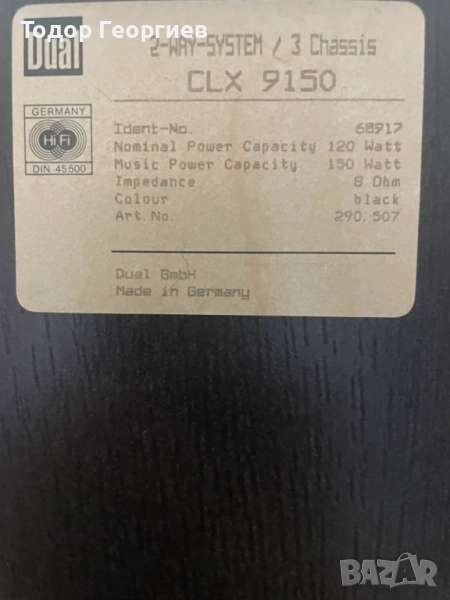 Тодор Георгиев
Dual
2-WAY-SYSTEM / 3 Chassis
CLX 9150
GERMANY
HiFi
DIN 45500
Ident-No. 68917
Nominal Power Capacity 120 Watt
Music Power Capacity 150 Watt
Impedance 8 Ohm
Colour black
Art. No. 290. 507
Dual GmbH
Made in Germany
BAZAR